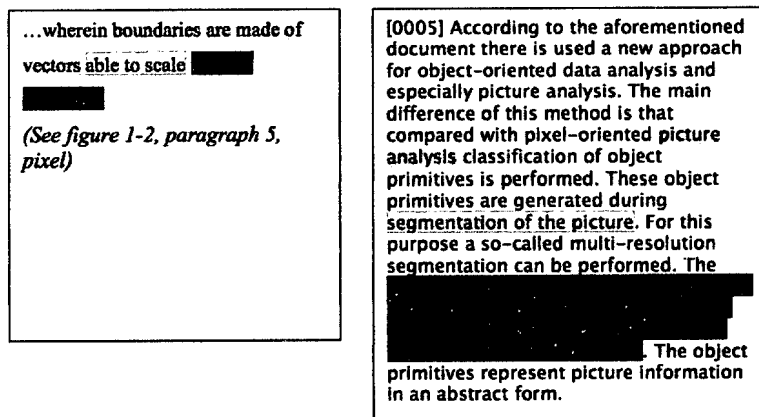 …wherein boundaries are made of
vectors able to scale
(See figure 1-2, paragraph 5,
pixel)
[0005] According to the aforementioned
document there is used a new approach
for object-oriented data analysis and
especially picture analysis. The main
difference of this method is that
compared with pixel-oriented picture
analysis classification of object
primitives is performed. These object
primitives are generated during
segmentation of the picture. For this
purpose a so-called multi-resolution
segmentation can be performed. The
. The object
primitives represent picture information
in an abstract form.